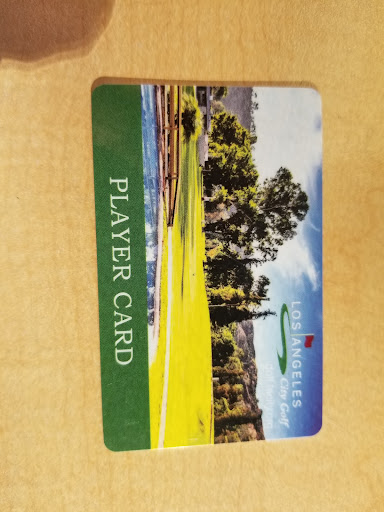 LOS ANGELES
City Golf
PLAYER CARD